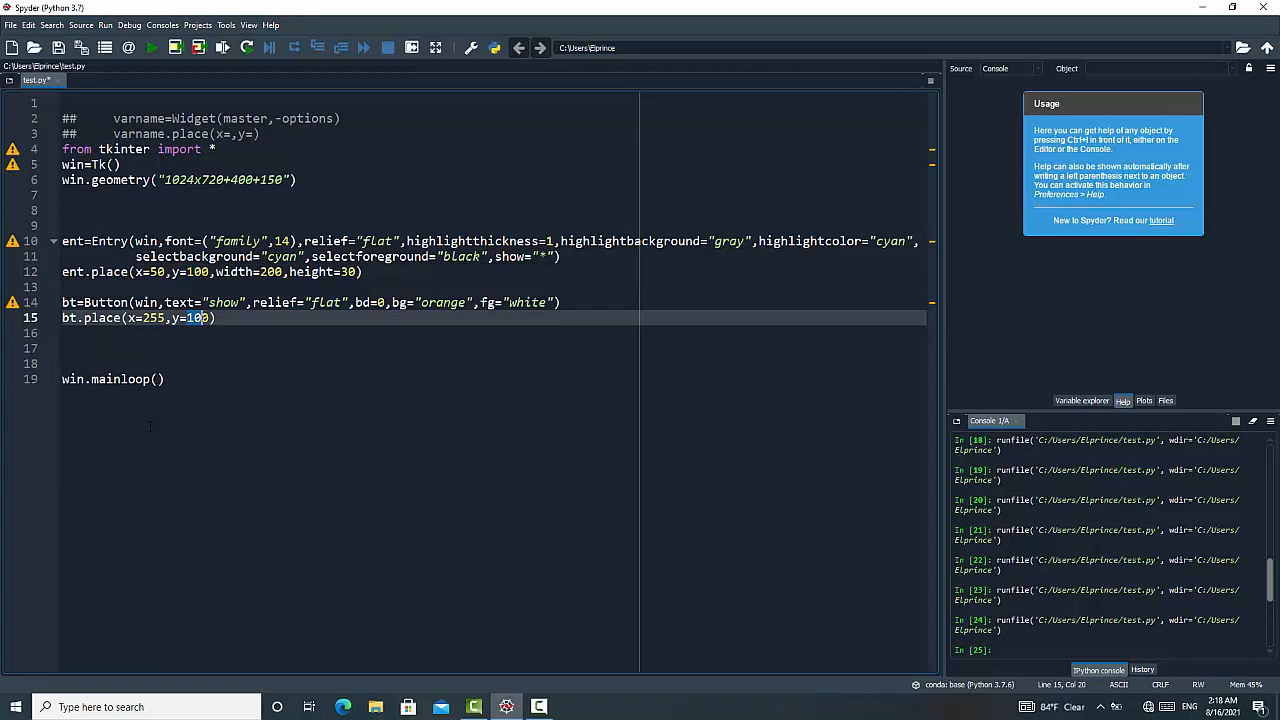 Spyder (Python 3.7)
File Edit Search Source Run Debug Consoles Projects Tools View Help
C:\Users\Elprince
C:\Users\Elprince\test.py
Source Console Object
test.py*
1
2 ## varname=Widget(master,-options)
3 ## varname.place(x=,y=)
4 from tkinter import *
5 win=Tk()
6 win.geometry("1024x720+400+150")
7
8
9
10 ent=Entry(win,font=("family",14),relief="flat",highlightthickness=1,highlightbackground="gray",highlightcolor="cyan",
11 selectbackground="cyan",selectforeground="black",show="*")
12 ent.place(x=50,y=100,width=200,height=30)
13
14 bt=Button(win,text="show",relief="flat",bd=0,bg="orange",fg="white")
15 bt.place(x=255,y=100)
16
17
18
19 win.mainloop()
Usage
Here you can get help of any object by
pressing Ctrl+I in front of it, either on the
Editor or the Console.
Help can also be shown automatically after
writing a left parenthesis next to an object.
You can activate this behavior in
Preferences > Help.
New to Spyder? Read our tutorial
Variable explorer Help Plots Files
Console 1/A
In [18]: runfile('C:/Users/Elprince/test.py', wdir='C:/Users/
Elprince')
In [19]: runfile('C:/Users/Elprince/test.py', wdir='C:/Users/
Elprince')
In [20]: runfile('C:/Users/Elprince/test.py', wdir='C:/Users/
Elprince')
In [21]: runfile('C:/Users/Elprince/test.py', wdir='C:/Users/
Elprince')
In [22]: runfile('C:/Users/Elprince/test.py', wdir='C:/Users/
Elprince')
In [23]: runfile('C:/Users/Elprince/test.py', wdir='C:/Users/
Elprince')
In [24]: runfile('C:/Users/Elprince/test.py', wdir='C:/Users/
Elprince')
In [25]:
IPython console History
conda: base (Python 3.7.6) Line 15, Col 20 ASCII CRLF RW Mem 45%
Type here to search
84°F Clear
ENG
2:18 AM
8/16/2021